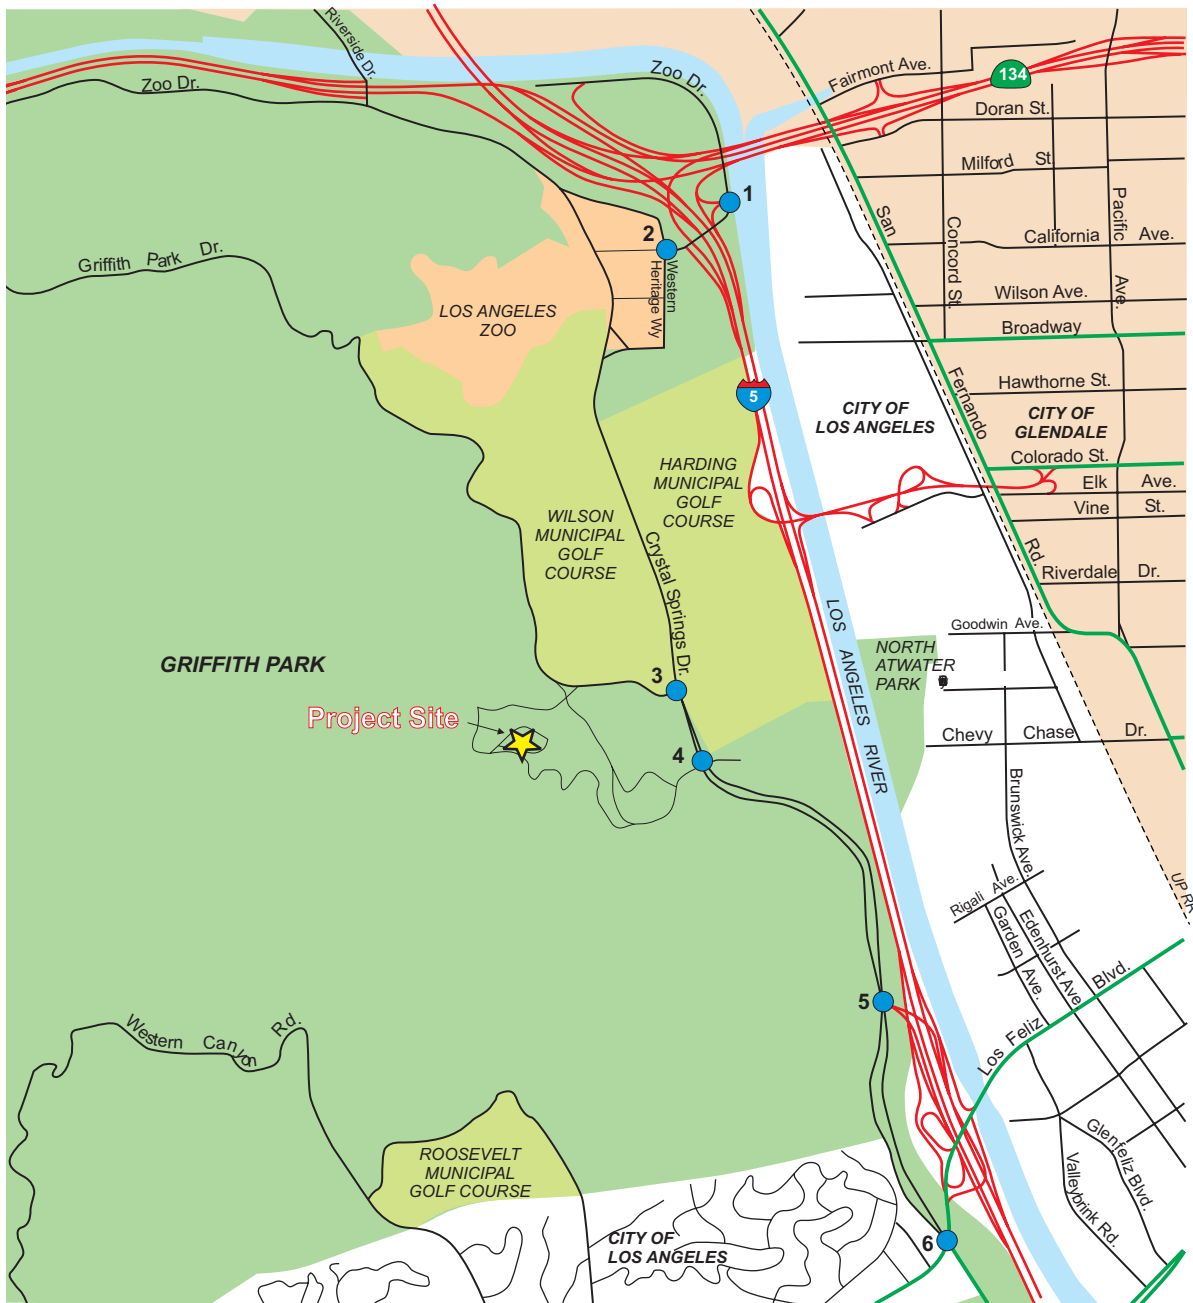 Riverside Dr.
Zoo Dr.
Zoo Dr.
Fairmont Ave.
134
Doran St.
Milford St.
1
2
San
Concord St.
Pacific
Ave.
California Ave.
Griffith Park Dr.
Western
Heritage Wy
Wilson Ave.
LOS ANGELES
ZOO
Broadway
Fernando
Hawthorne St.
5
CITY OF
LOS ANGELES
CITY OF
GLENDALE
Colorado St.
HARDING
MUNICIPAL
GOLF
COURSE
Elk Ave.
Vine St.
WILSON
MUNICIPAL
GOLF
COURSE
Crystal Springs Dr.
Rd.
Riverdale Dr.
LOS ANGELES RIVER
Goodwin Ave.
NORTH
ATWATER
PARK
GRIFFITH PARK
3
Project Site
4
Chevy Chase Dr.
Brunswick Ave.
UP RR
Rigali Ave.
Garden Ave.
Edenhurst Ave.
5
Los Feliz Blvd.
Western Canyon Rd.
Glenfeliz Blvd.
Valleybrink Rd.
ROOSEVELT
MUNICIPAL
GOLF COURSE
CITY OF
LOS ANGELES
6